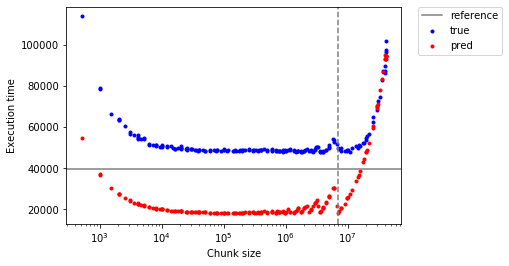 reference
true
pred
100000
80000
60000
40000
20000
Execution time
10³
10⁴
10⁵
10⁶
10⁷
Chunk size